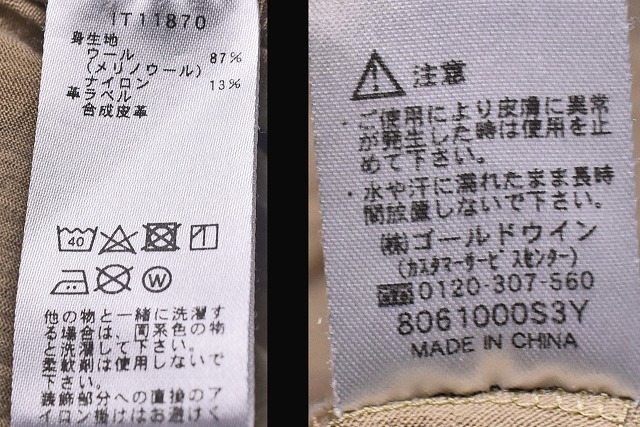 IT11870
身生地
ウール 87%
(メリノウール)
ナイロン 13%
革ラベル
合成皮革
40
W
他の物と一緒に洗濯す
る場合は、同系色の物
と洗濯して下さい。
柔軟剤は使用しないで
下さい。
装飾部分への直接のア
イロン掛けはお避けく
注意
・ご使用により皮膚に異常
が発生した時は使用を止
めて下さい。
・水や汗に濡れたまま長時
間放置しないで下さい。
(株)ゴールドウイン
(カスタマーサービスセンター)
0120-307-560
8061000S3Y
MADE IN CHINA